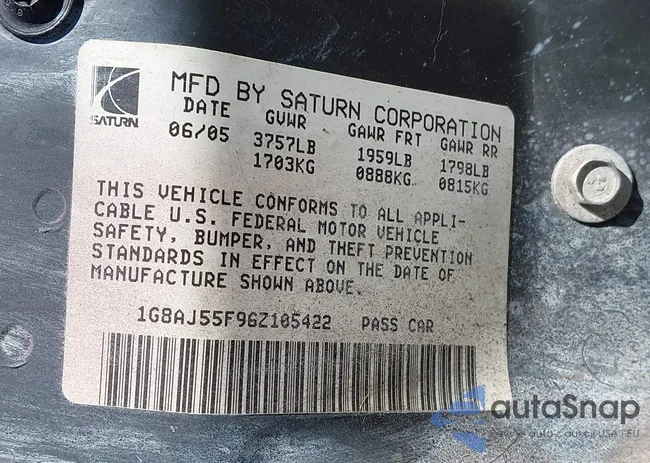 SATURN
MFD BY SATURN CORPORATION
DATE GVWR GAWR FRT GAWR RR
06/05 3757LB 1959LB 1798LB
1703KG 0888KG 0815KG
THIS VEHICLE CONFORMS TO ALL APPLI-
CABLE U.S. FEDERAL MOTOR VEHICLE
SAFETY, BUMPER, AND THEFT PREVENTION
STANDARDS IN EFFECT ON THE DATE OF
MANUFACTURE SHOWN ABOVE.
1G8AJ55F96Z105422 PASS CAR
autaSnap